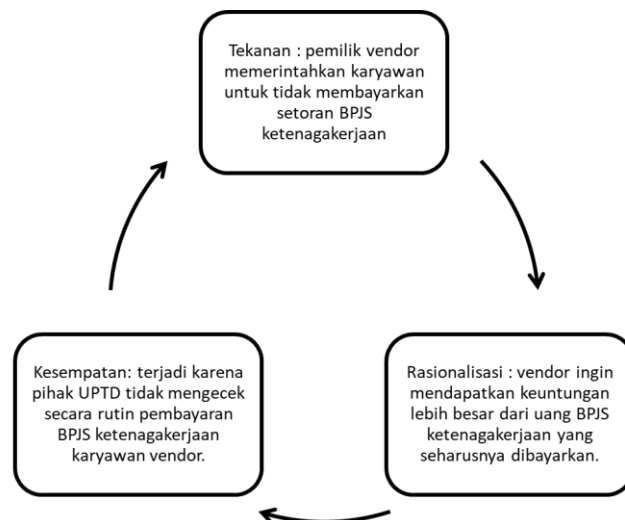 Tekanan : pemilik vendor
memerintahkan karyawan
untuk tidak membayarkan
setoran BPJS
ketenagakerjaan
Kesempatan: terjadi karena
pihak UPTD tidak mengecek
secara rutin pembayaran
BPJS ketenagakerjaan
karyawan vendor.
Rasionalisasi : vendor ingin
mendapatkan keuntungan
lebih besar dari uang BPJS
ketenagakerjaan yang
seharusnya dibayarkan.